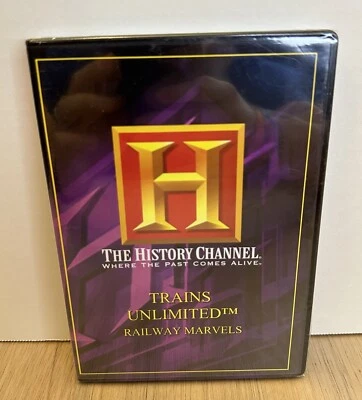 H
THE HISTORY CHANNEL.
WHERE THE PAST COMES ALIVE.®
TRAINS
UNLIMITED™
RAILWAY MARVELS